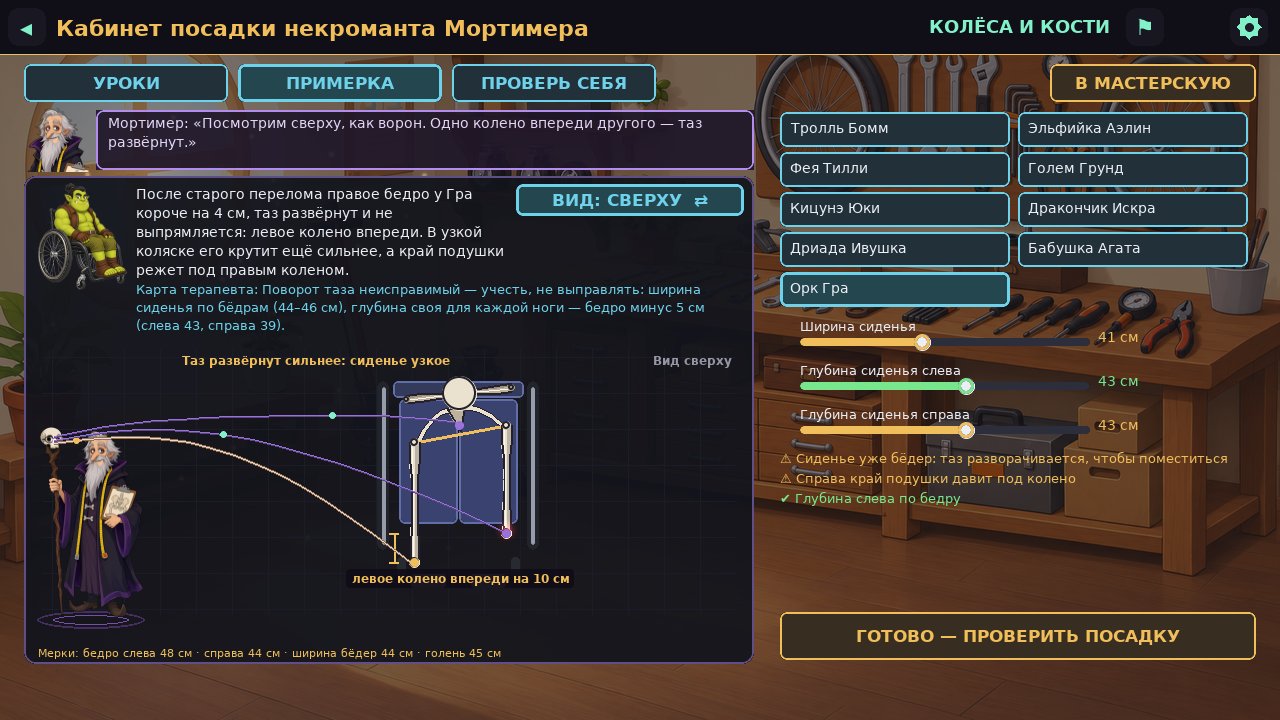 ◀ Кабинет посадки некроманта Мортимера
КОЛЁСА И КОСТИ ⚑
УРОКИ
ПРИМЕРКА
ПРОВЕРЬ СЕБЯ
В МАСТЕРСКУЮ
Мортимер: «Посмотрим сверху, как ворон. Одно колено впереди другого — таз
развёрнут.»
После старого перелома правое бедро у Гра
короче на 4 см, таз развёрнут и не
выпрямляется: левое колено впереди. В узкой
коляске его крутит ещё сильнее, а край подушки
режет под правым коленом.
Карта терапевта: Поворот таза неисправимый — учесть, не выправлять: ширина
сиденья по бёдрам (44–46 см), глубина своя для каждой ноги — бедро минус 5 см
(слева 43, справа 39).
ВИД: СВЕРХУ ⇄
Таз развёрнут сильнее: сиденье узкое
Вид сверху
левое колено впереди на 10 см
Мерки: бедро слева 48 см · справа 44 см · ширина бёдер 44 см · голень 45 см
Тролль Бомм
Эльфийка Аэлин
Фея Тилли
Голем Грунд
Кицунэ Юки
Дракончик Искра
Дриада Ивушка
Бабушка Агата
Орк Гра
Ширина сиденья
41 см
Глубина сиденья слева
43 см
Глубина сиденья справа
43 см
⚠ Сиденье уже бёдер: таз разворачивается, чтобы поместиться
⚠ Справа край подушки давит под колено
✔ Глубина слева по бедру
ГОТОВО — ПРОВЕРИТЬ ПОСАДКУ